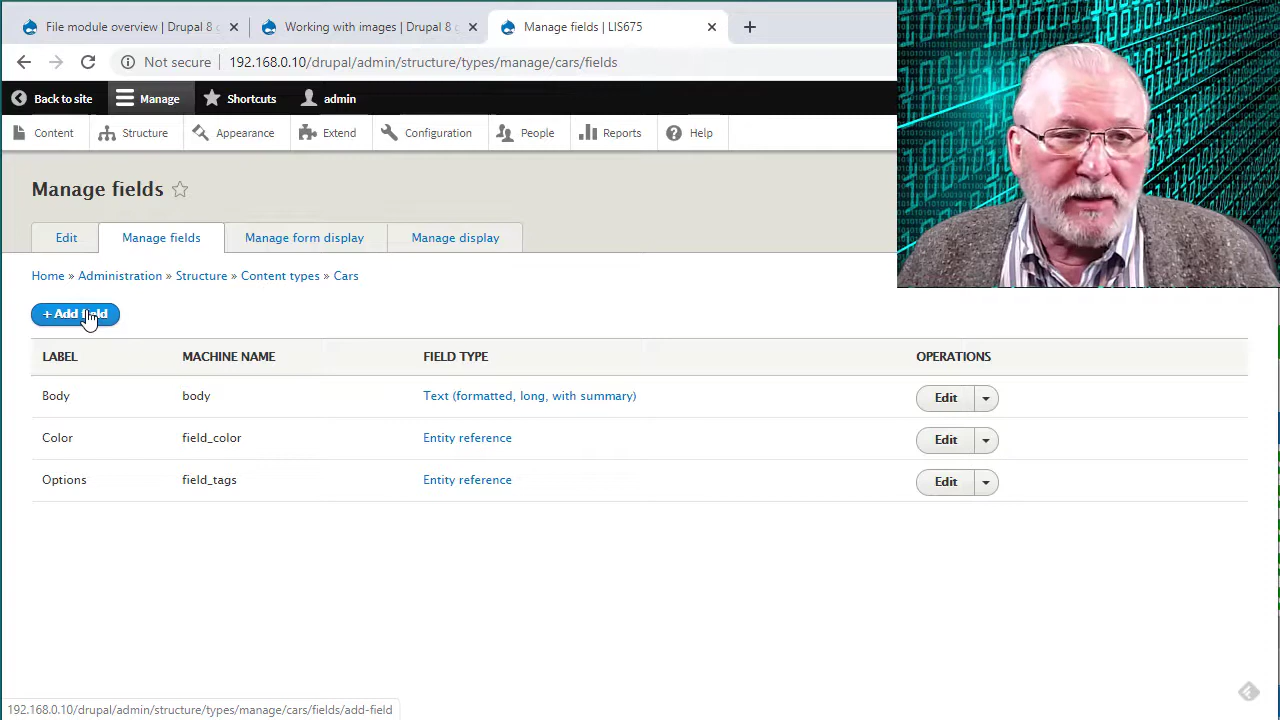 File module overview | Drupal 8
Working with images | Drupal 8
Manage fields | LIS675
Not secure
192.168.0.10/drupal/admin/structure/types/manage/cars/fields
Back to site
Manage
Shortcuts
admin
Content
Structure
Appearance
Extend
Configuration
People
Reports
Help
Manage fields
Edit
Manage fields
Manage form display
Manage display
Home » Administration » Structure » Content types » Cars
+ Add field
LABEL MACHINE NAME FIELD TYPE OPERATIONS
Body body Text (formatted, long, with summary) Edit
Color field_color Entity reference Edit
Options field_tags Entity reference Edit
192.168.0.10/drupal/admin/structure/types/manage/cars/fields/add-field